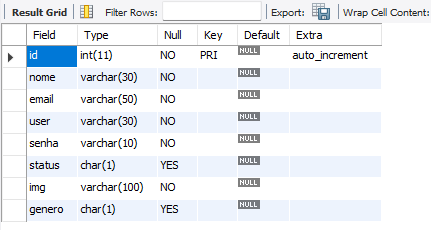 Result Grid Filter Rows: Export: Wrap Cell Content:
Field Type Null Key Default Extra
id int(11) NO PRI NULL auto_increment
nome varchar(30) NO NULL
email varchar(50) NO NULL
user varchar(30) NO NULL
senha varchar(10) NO NULL
status char(1) YES NULL
img varchar(100) NO NULL
genero char(1) YES NULL